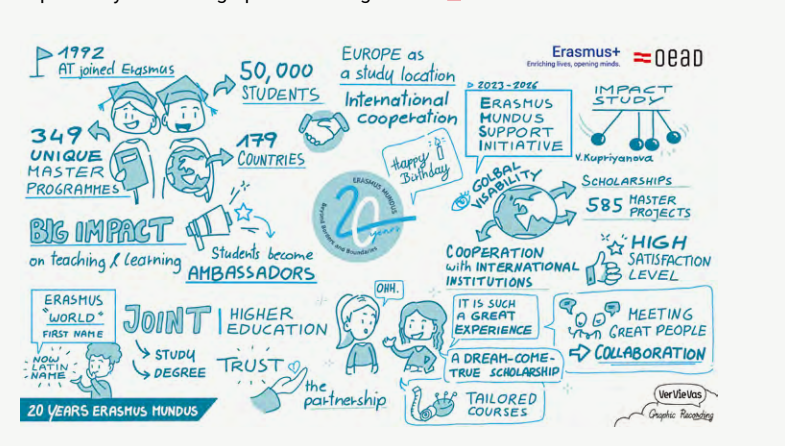 1992
AT joined Erasmus
50,000
STUDENTS
349
UNIQUE
MASTER
PROGRAMMES
179
COUNTRIES
EUROPE as
a study location
International
cooperation
Happy
Birthday
ERASMUS MUNDUS
20
years
Beyond Borders and Boundaries
Erasmus+
Enriching lives, opening minds.
oead
2023-2026
ERASMUS
MUNDUS
SUPPORT
INITIATIVE
IMPACT
STUDY
V.Kupriyanova
GOLBAL
VISABILITY
SCHOLARSHIPS
585 MASTER
PROJECTS
COOPERATION
with INTERNATIONAL
INSTITUTIONS
HIGH
SATISFACTION
LEVEL
BIG IMPACT
on teaching & learning
Students become
AMBASSADORS
ERASMUS
"WORLD"
FIRST NAME
NOW
LATIN
NAME
JOINT
HIGHER
EDUCATION
STUDY
DEGREE
TRUST
the
partnership
OHH.
IT IS SUCH
A GREAT
EXPERIENCE
A DREAM-COME-
TRUE SCHOLARSHIP
TAILORED
COURSES
MEETING
GREAT PEOPLE
COLLABORATION
20 YEARS ERASMUS MUNDUS
VerVieVas
Graphic Recording